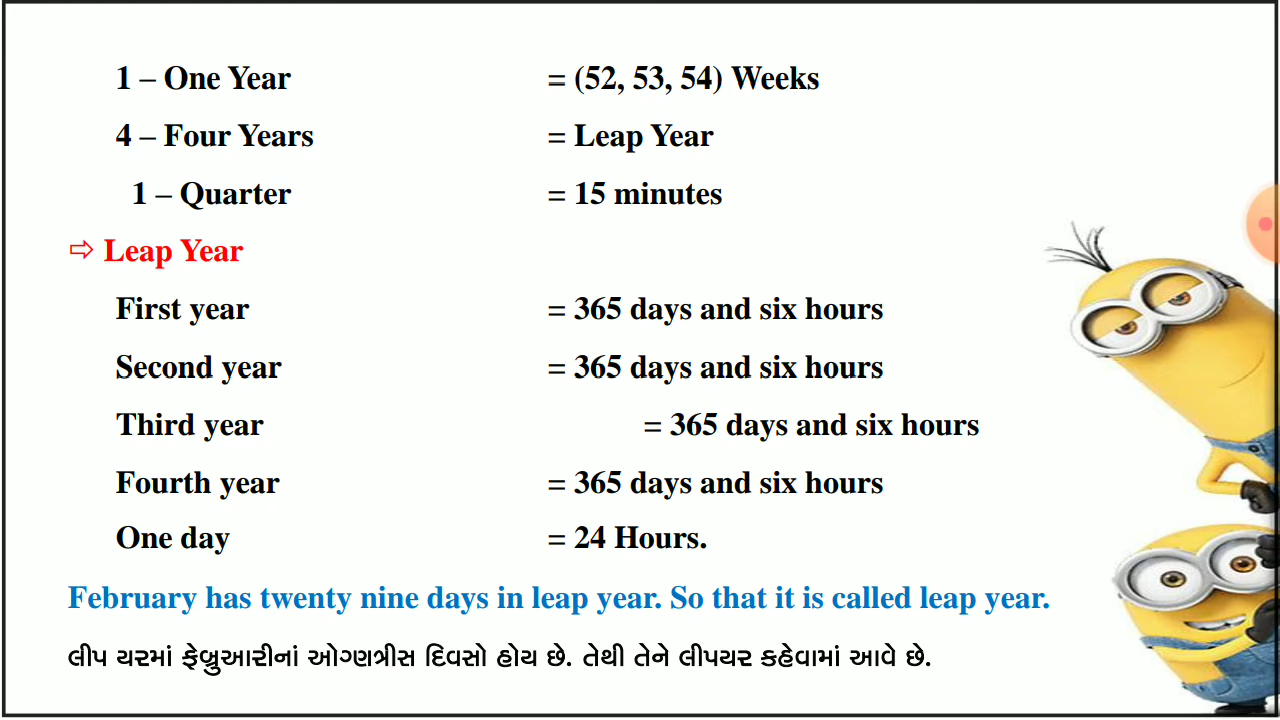 1 – One Year = (52, 53, 54) Weeks
4 – Four Years = Leap Year
1 – Quarter = 15 minutes
⇨ Leap Year
First year = 365 days and six hours
Second year = 365 days and six hours
Third year = 365 days and six hours
Fourth year = 365 days and six hours
One day = 24 Hours.
February has twenty nine days in leap year. So that it is called leap year.
લીપ યરમાં ફેબ્રુઆરીનાં ઓગ્ણત્રીસ દિવસો હોય છે. તેથી તેને લીપયર કહેવામાં આવે છે.